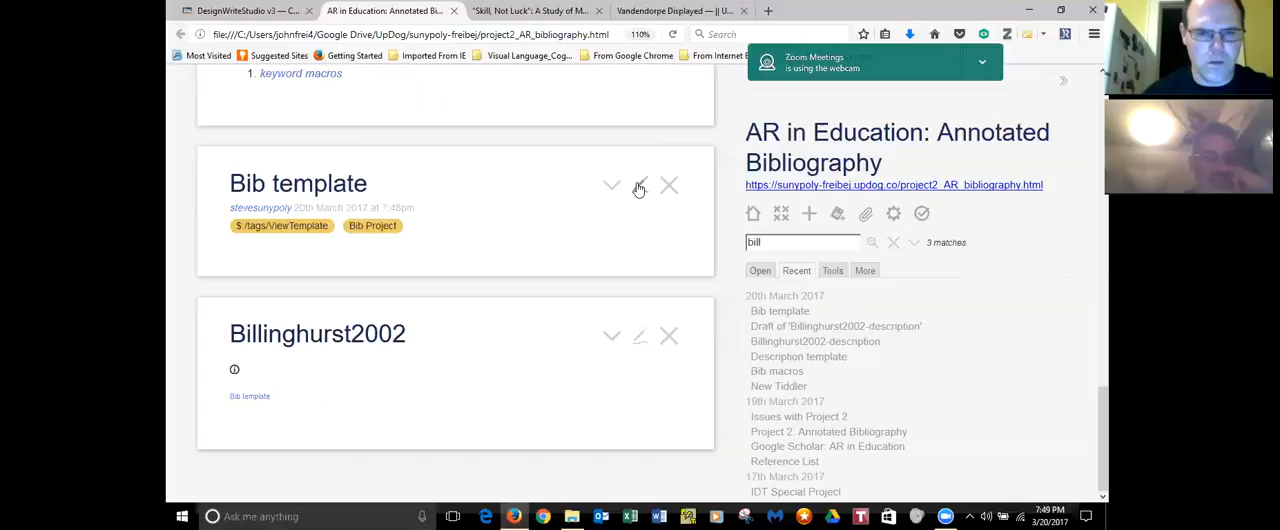 DesignWriteStudio v3 — C...
AR in Education: Annotated Bi...
"Skill, Not Luck": A Study of M...
Vandendorpe Displayed — || U...
file:///C:/Users/johnfrei4/Google Drive/UpDog/sunypoly-freibej/project2_AR_bibliography.html
110%
Search
Most Visited
Suggested Sites
Getting Started
Imported From IE
Visual Language_Cog...
From Google Chrome
From Internet E
Zoom Meetings
is using the webcam
1. keyword macros
Bib template
stevesunypoly 20th March 2017 at 7:48pm
$:/tags/ViewTemplate
Bib Project
Billinghurst2002
Bib template
AR in Education: Annotated
Bibliography
https://sunypoly-freibej.updog.co/project2_AR_bibliography.html
bill
3 matches
Open
Recent
Tools
More
20th March 2017
Bib template
Draft of 'Billinghurst2002-description'
Billinghurst2002-description
Description template
Bib macros
New Tiddler
19th March 2017
Issues with Project 2
Project 2: Annotated Bibliography
Google Scholar: AR in Education
Reference List
17th March 2017
IDT Special Project
Ask me anything
7:49 PM
3/20/2017